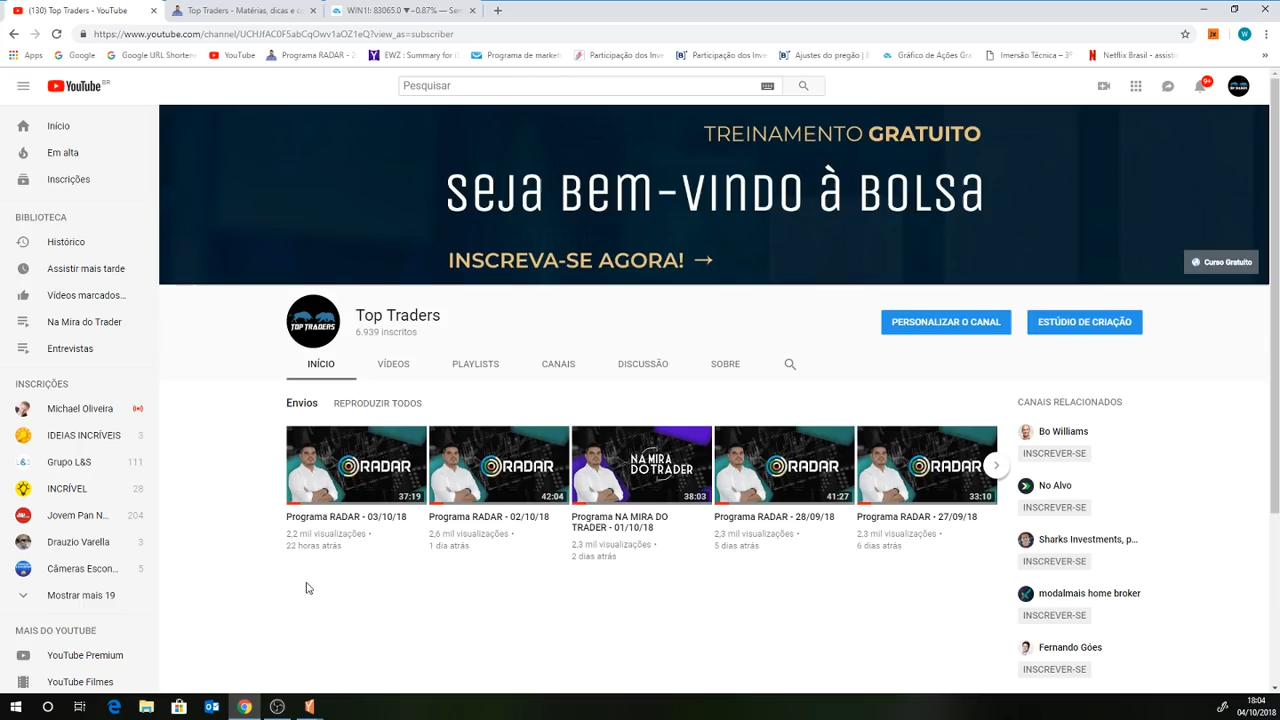 (130) Top Traders - YouTube
Top Traders - Matérias, dicas e c
WIN1!: 83065.0 ▼−0.87% — Sem
https://www.youtube.com/channel/UCHJfAC0F5abCqOwv1aOZ1eQ?view_as=subscriber
Apps
Google
Google URL Shorten
YouTube
Programa RADAR - 2
EWZ : Summary for iS
Programa de market
Participação dos Inve
Participação dos Inve
Ajustes do pregão |
Gráfico de Ações Gra
Imersão Técnica – 3º
Netflix Brasil - assisti
YouTube BR
Pesquisar
9+
Início
Em alta
Inscrições
BIBLIOTECA
Histórico
Assistir mais tarde
Vídeos marcados...
Na Mira do Trader
Entrevistas
INSCRIÇÕES
Michael Oliveira
IDEIAS INCRÍVEIS 3
Grupo L&S 111
INCRÍVEL 28
Jovem Pan N... 204
Drauzio Varella 3
Câmeras Escon... 5
Mostrar mais 19
MAIS DO YOUTUBE
YouTube Premium
YouTube Filmes
TREINAMENTO GRATUITO
SEJA BEM-VINDO À BOLSA
INSCREVA-SE AGORA! →
Curso Gratuito
TOP TRADERS
Top Traders
6.939 inscritos
PERSONALIZAR O CANAL
ESTÚDIO DE CRIAÇÃO
INÍCIO
VÍDEOS
PLAYLISTS
CANAIS
DISCUSSÃO
SOBRE
Envios
REPRODUZIR TODOS
RADAR
37:19
Programa RADAR - 03/10/18
2,2 mil visualizações •
22 horas atrás
RADAR
42:04
Programa RADAR - 02/10/18
2,6 mil visualizações •
1 dia atrás
NA MIRA
DO TRADER
38:03
Programa NA MIRA DO
TRADER - 01/10/18
2,3 mil visualizações •
2 dias atrás
RADAR
41:27
Programa RADAR - 28/09/18
2,3 mil visualizações •
5 dias atrás
RADAR
33:10
Programa RADAR - 27/09/18
2,3 mil visualizações •
6 dias atrás
CANAIS RELACIONADOS
Bo Williams
INSCREVER-SE
No Alvo
INSCREVER-SE
Sharks Investments, p...
INSCREVER-SE
modalmais home broker
INSCREVER-SE
Fernando Góes
INSCREVER-SE
18:04
04/10/2018